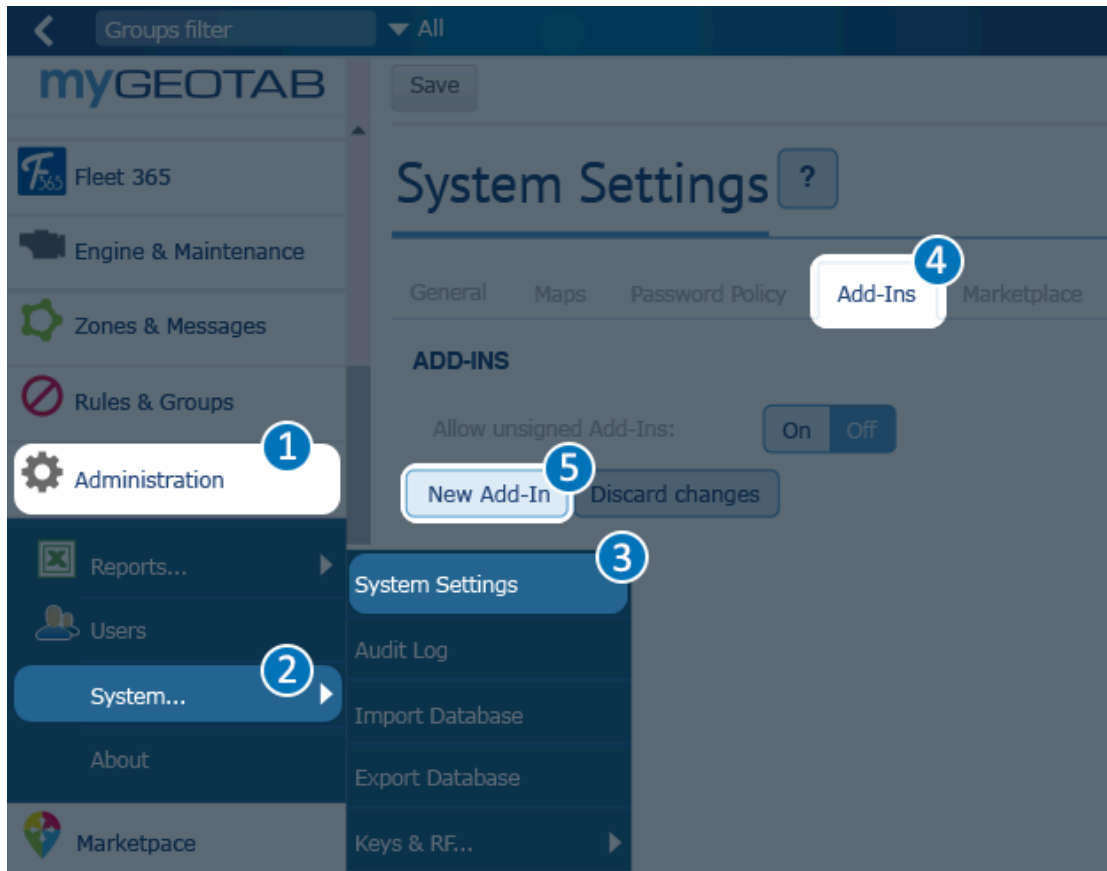 Groups filter
All
myGEOTAB
Save
F365 Fleet 365
System Settings ?
Engine & Maintenance
4
General Maps Password Policy Add-Ins Marketplace
Zones & Messages
ADD-INS
Rules & Groups
Allow unsigned Add-Ins: On Off
1
Administration
5
New Add-In Discard changes
Reports...
3
System Settings
Users
Audit Log
2
System...
Import Database
About
Export Database
Marketpace
Keys & RF...